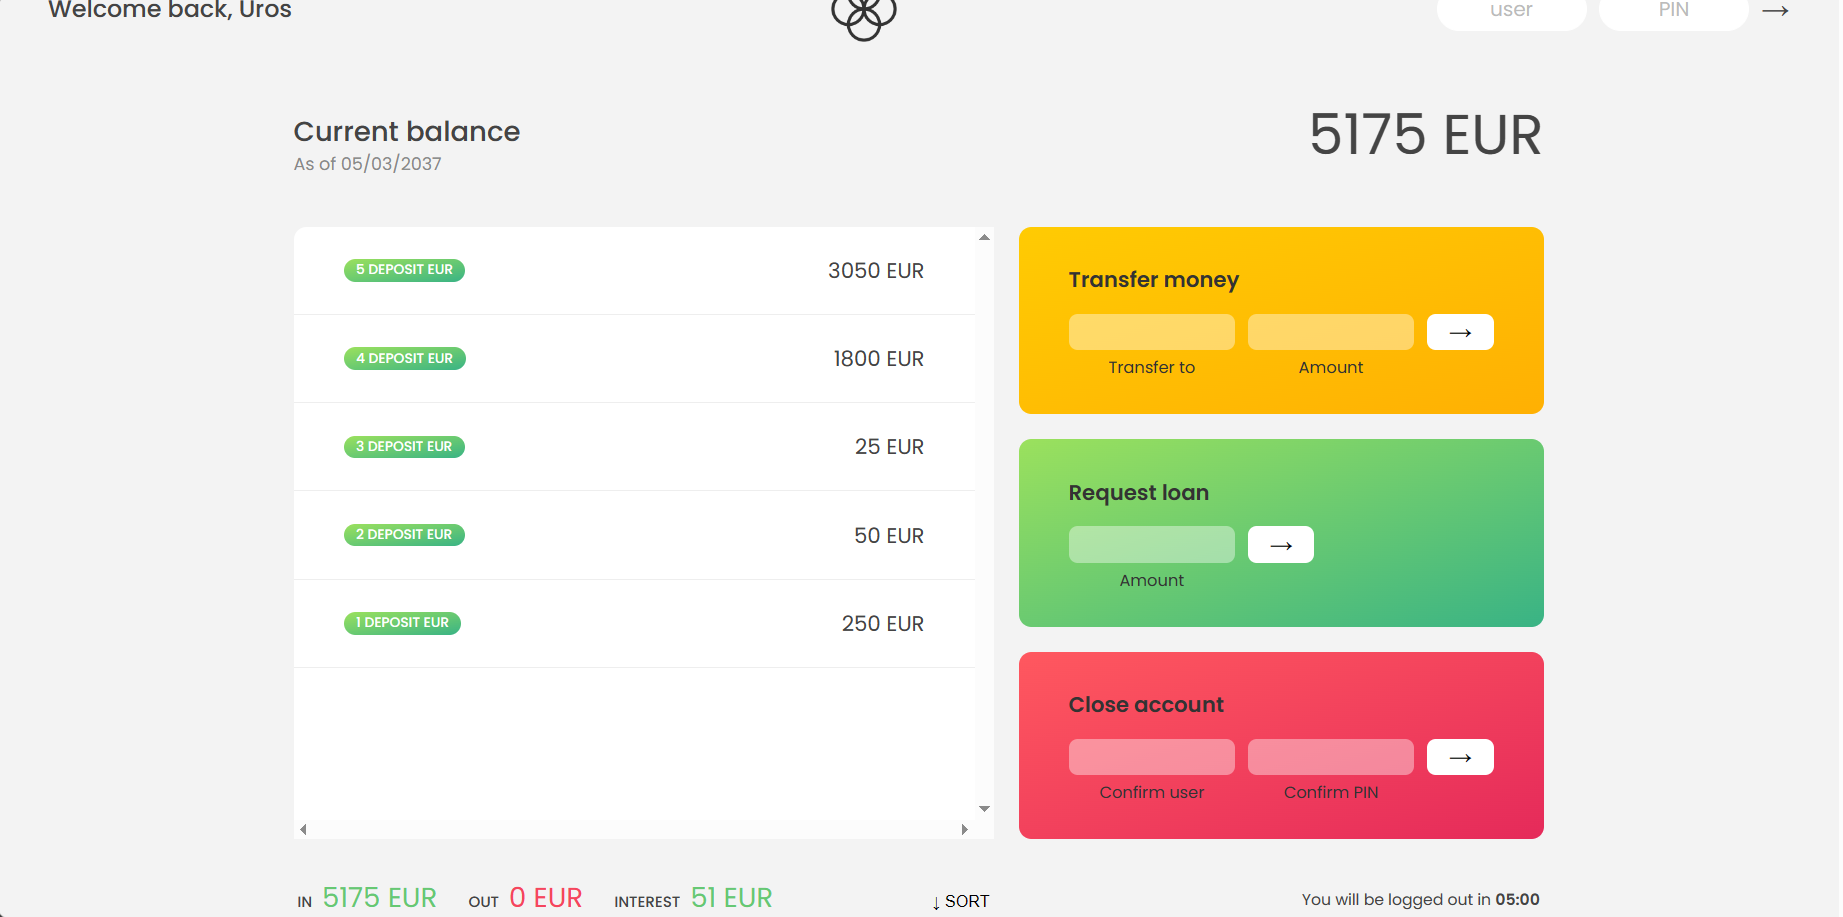 Welcome back, Uros
user
PIN
→
Current balance
As of 05/03/2037
5175 EUR
5 DEPOSIT EUR
3050 EUR
4 DEPOSIT EUR
1800 EUR
3 DEPOSIT EUR
25 EUR
2 DEPOSIT EUR
50 EUR
1 DEPOSIT EUR
250 EUR
Transfer money
→
Transfer to
Amount
Request loan
→
Amount
Close account
→
Confirm user
Confirm PIN
IN 5175 EUR OUT 0 EUR INTEREST 51 EUR
↓ SORT
You will be logged out in 05:00